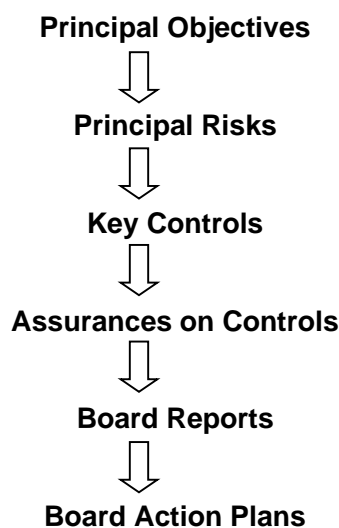 Principal Objectives
Principal Risks
Key Controls
Assurances on Controls
Board Reports
Board Action Plans